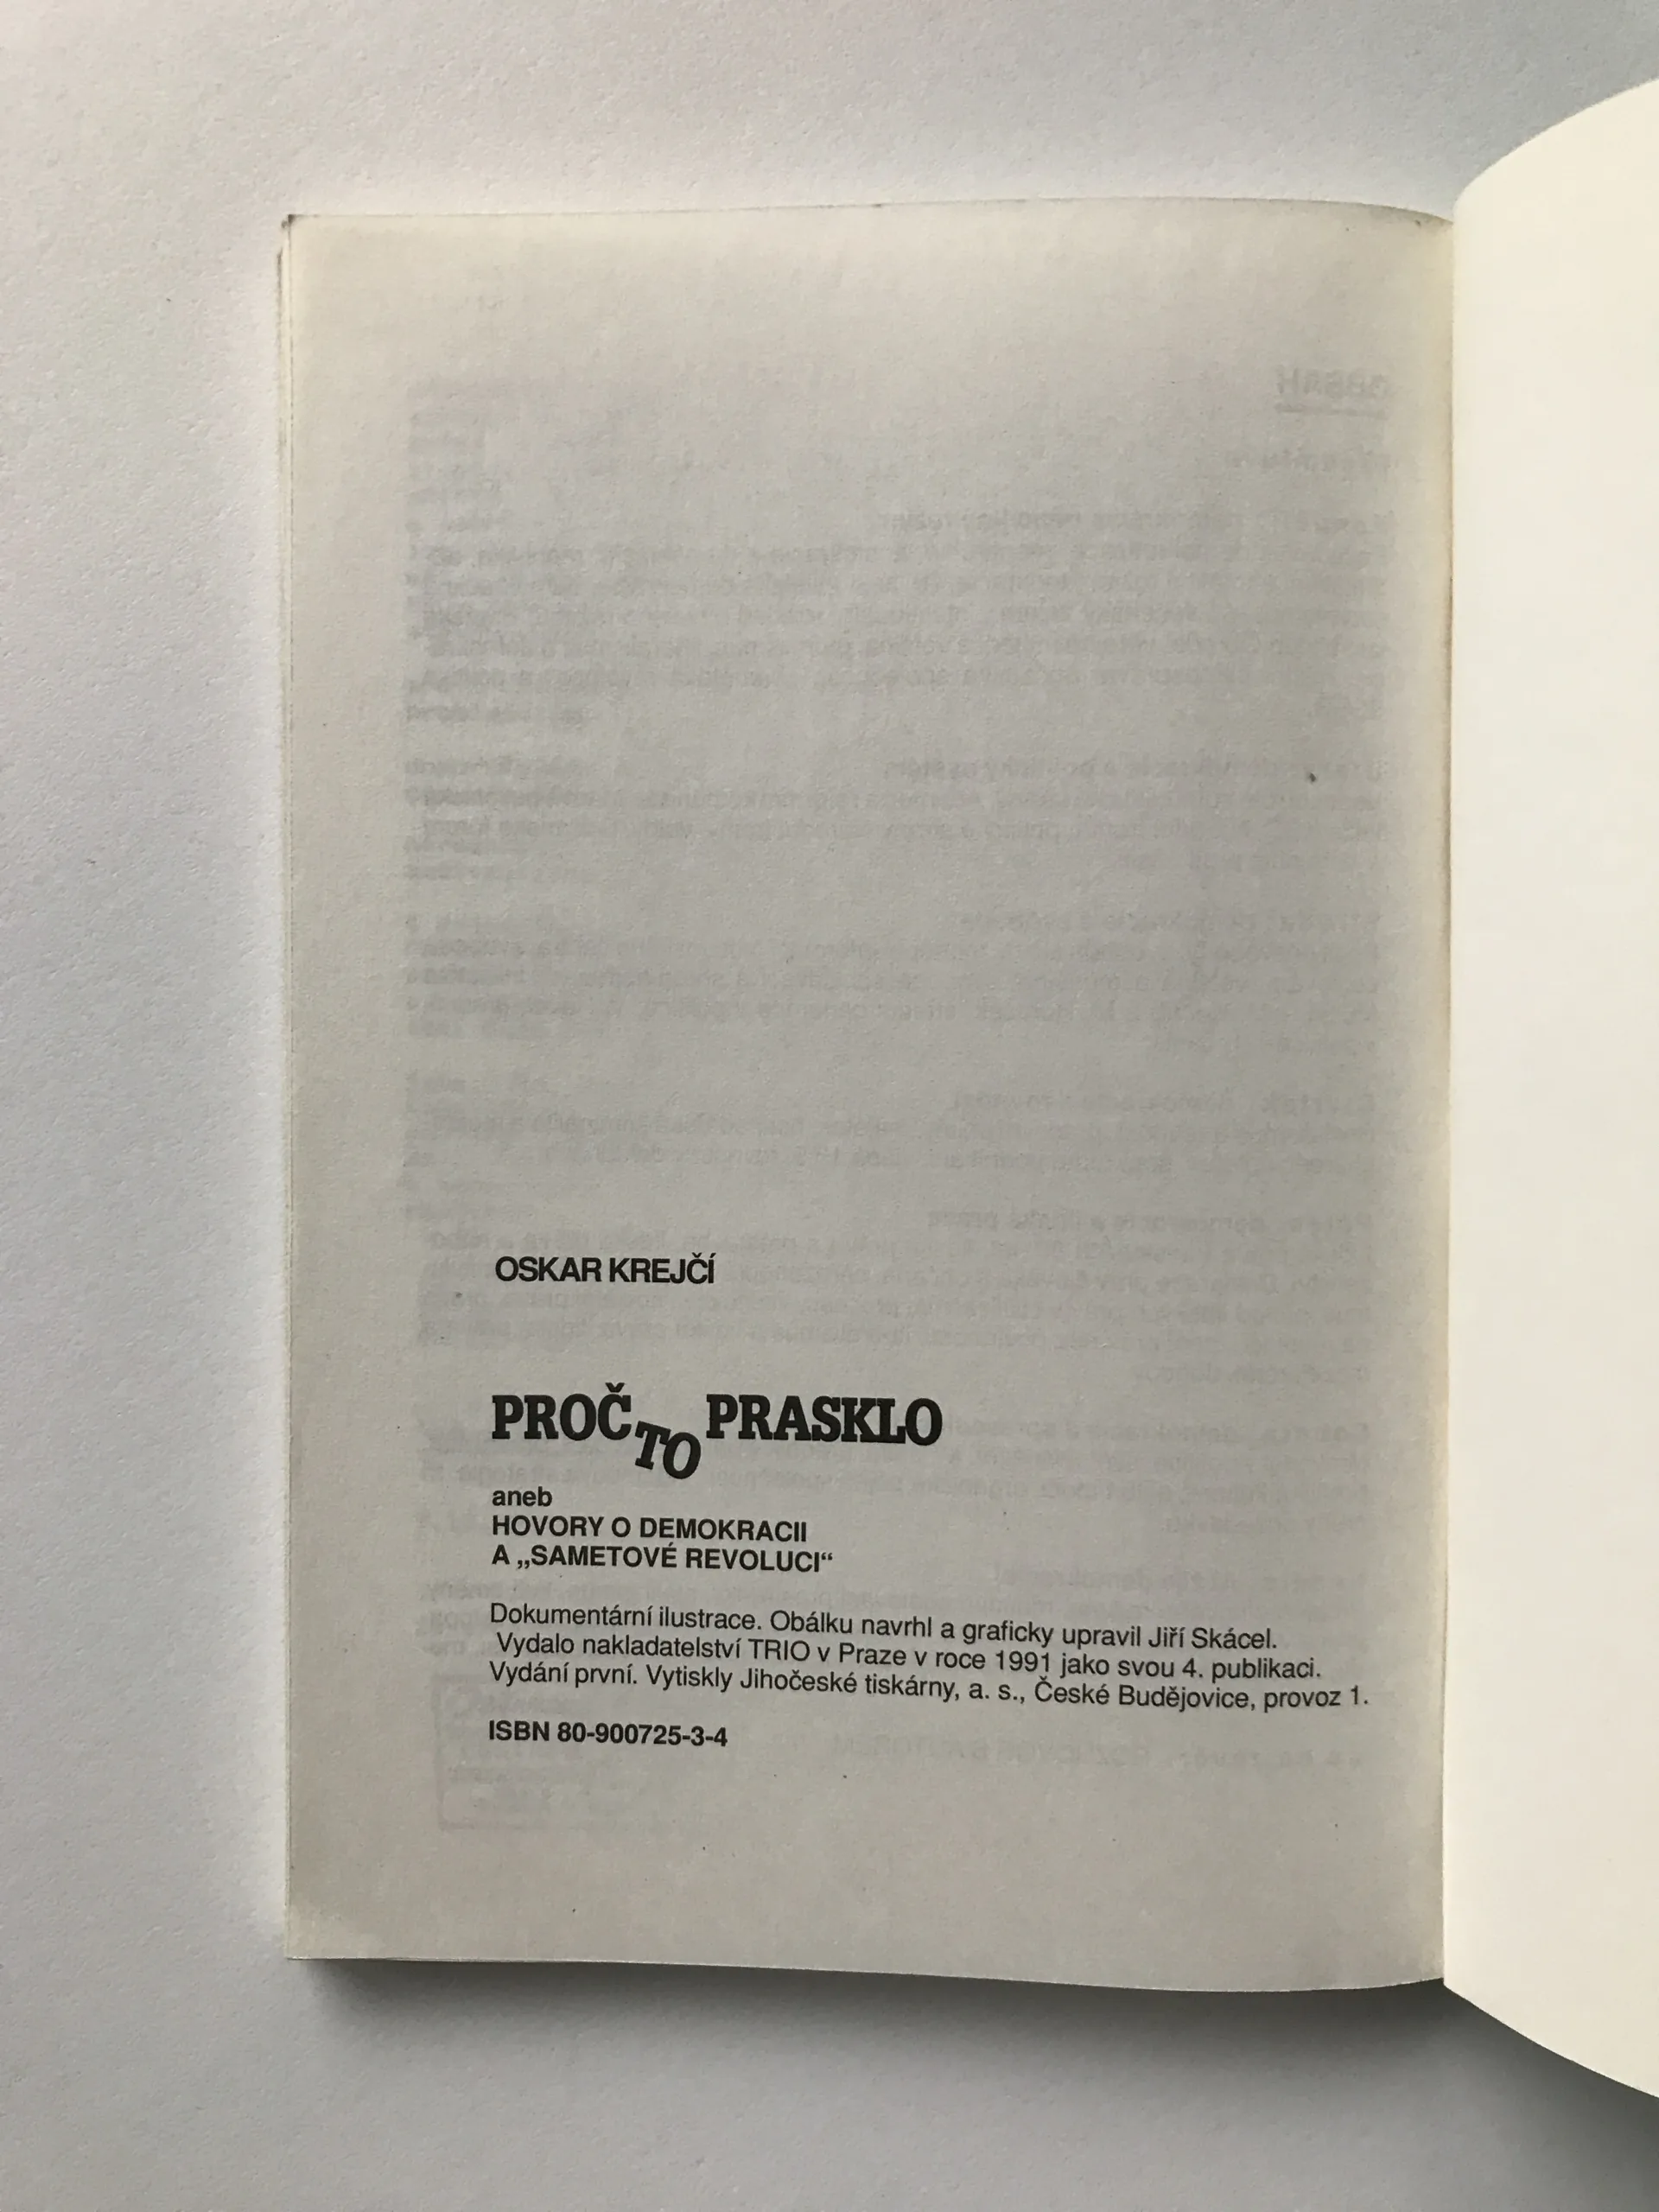 OSKAR KREJČÍ
PROČ TO PRASKLO
aneb
HOVORY O DEMOKRACII
A „SAMETOVÉ REVOLUCI“
Dokumentární ilustrace. Obálku navrhl a graficky upravil Jiří Skácel.
Vydalo nakladatelství TRIO v Praze v roce 1991 jako svou 4. publikaci.
Vydání první. Vytiskly Jihočeské tiskárny, a. s., České Budějovice, provoz 1.
ISBN 80-900725-3-4